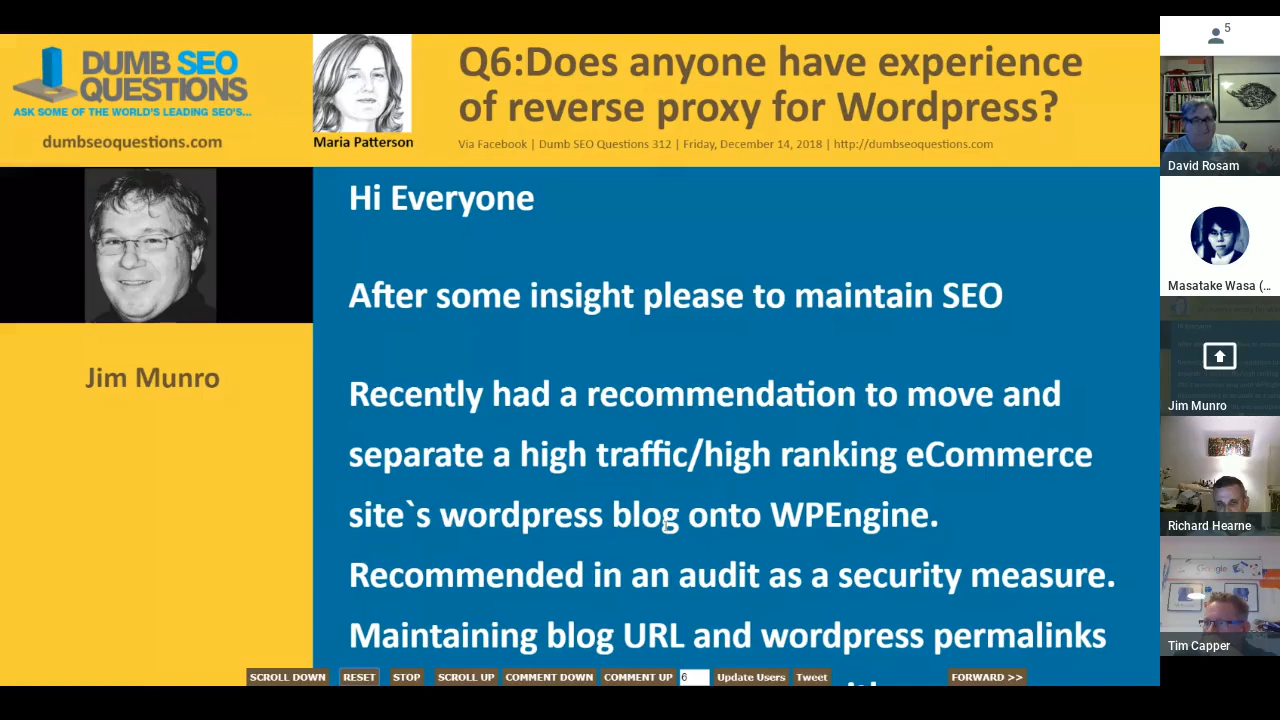 DUMB SEO
QUESTIONS
ASK SOME OF THE WORLD'S LEADING SEO'S...
dumbseoquestions.com
Maria Patterson
Q6:Does anyone have experience
of reverse proxy for Wordpress?
Via Facebook | Dumb SEO Questions 312 | Friday, December 14, 2018 | http://dumbseoquestions.com
Jim Munro
Hi Everyone
After some insight please to maintain SEO
Recently had a recommendation to move and
separate a high traffic/high ranking eCommerce
site`s wordpress blog onto WPEngine.
Recommended in an audit as a security measure.
Maintaining blog URL and wordpress permalinks
SCROLL DOWN RESET STOP SCROLL UP COMMENT DOWN COMMENT UP 6 Update Users Tweet FORWARD >>
5
David Rosam
Masatake Wasa (...
Jim Munro
Richard Hearne
Google
Tim Capper